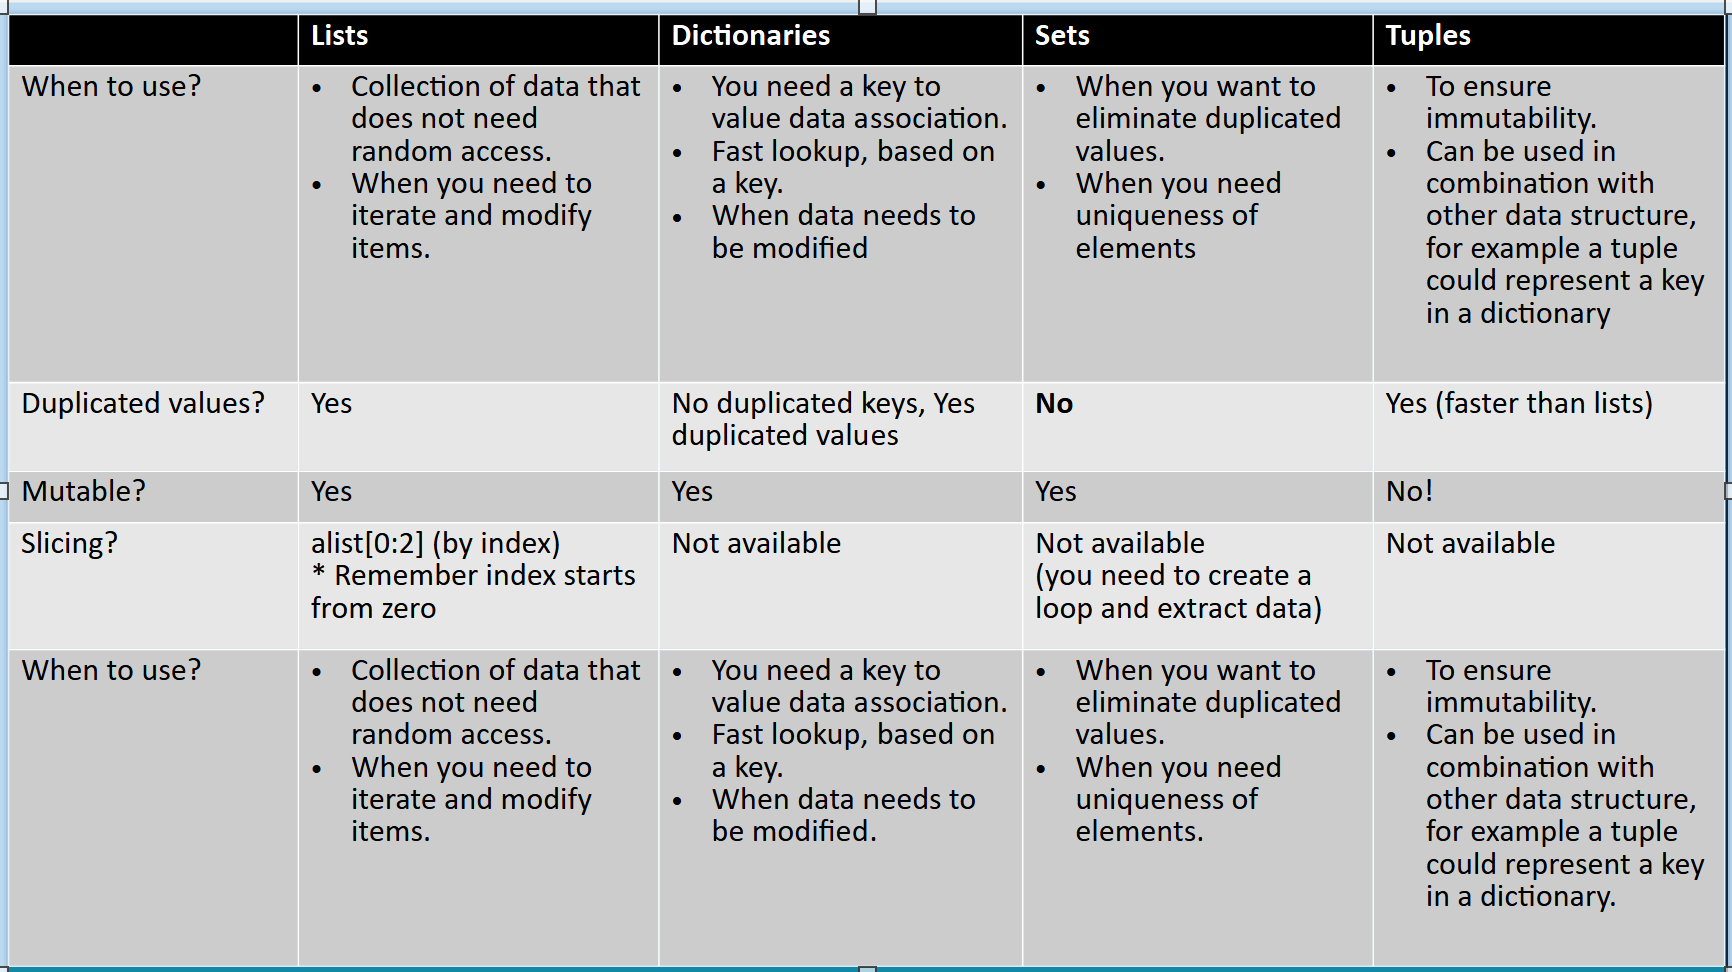 Lists
Dictionaries
Sets
Tuples
When to use?
• Collection of data that
does not need
random access.
• When you need to
iterate and modify
items.
• You need a key to
value data association.
• Fast lookup, based on
a key.
• When data needs to
be modified
• When you want to
eliminate duplicated
values.
• When you need
uniqueness of
elements
• To ensure
immutability.
• Can be used in
combination with
other data structure,
for example a tuple
could represent a key
in a dictionary
Duplicated values?
Yes
No duplicated keys, Yes
duplicated values
No
Yes (faster than lists)
Mutable?
Yes
Yes
Yes
No!
Slicing?
alist[0:2] (by index)
* Remember index starts
from zero
Not available
Not available
(you need to create a
loop and extract data)
Not available
When to use?
• Collection of data that
does not need
random access.
• When you need to
iterate and modify
items.
• You need a key to
value data association.
• Fast lookup, based on
a key.
• When data needs to
be modified.
• When you want to
eliminate duplicated
values.
• When you need
uniqueness of
elements.
• To ensure
immutability.
• Can be used in
combination with
other data structure,
for example a tuple
could represent a key
in a dictionary.